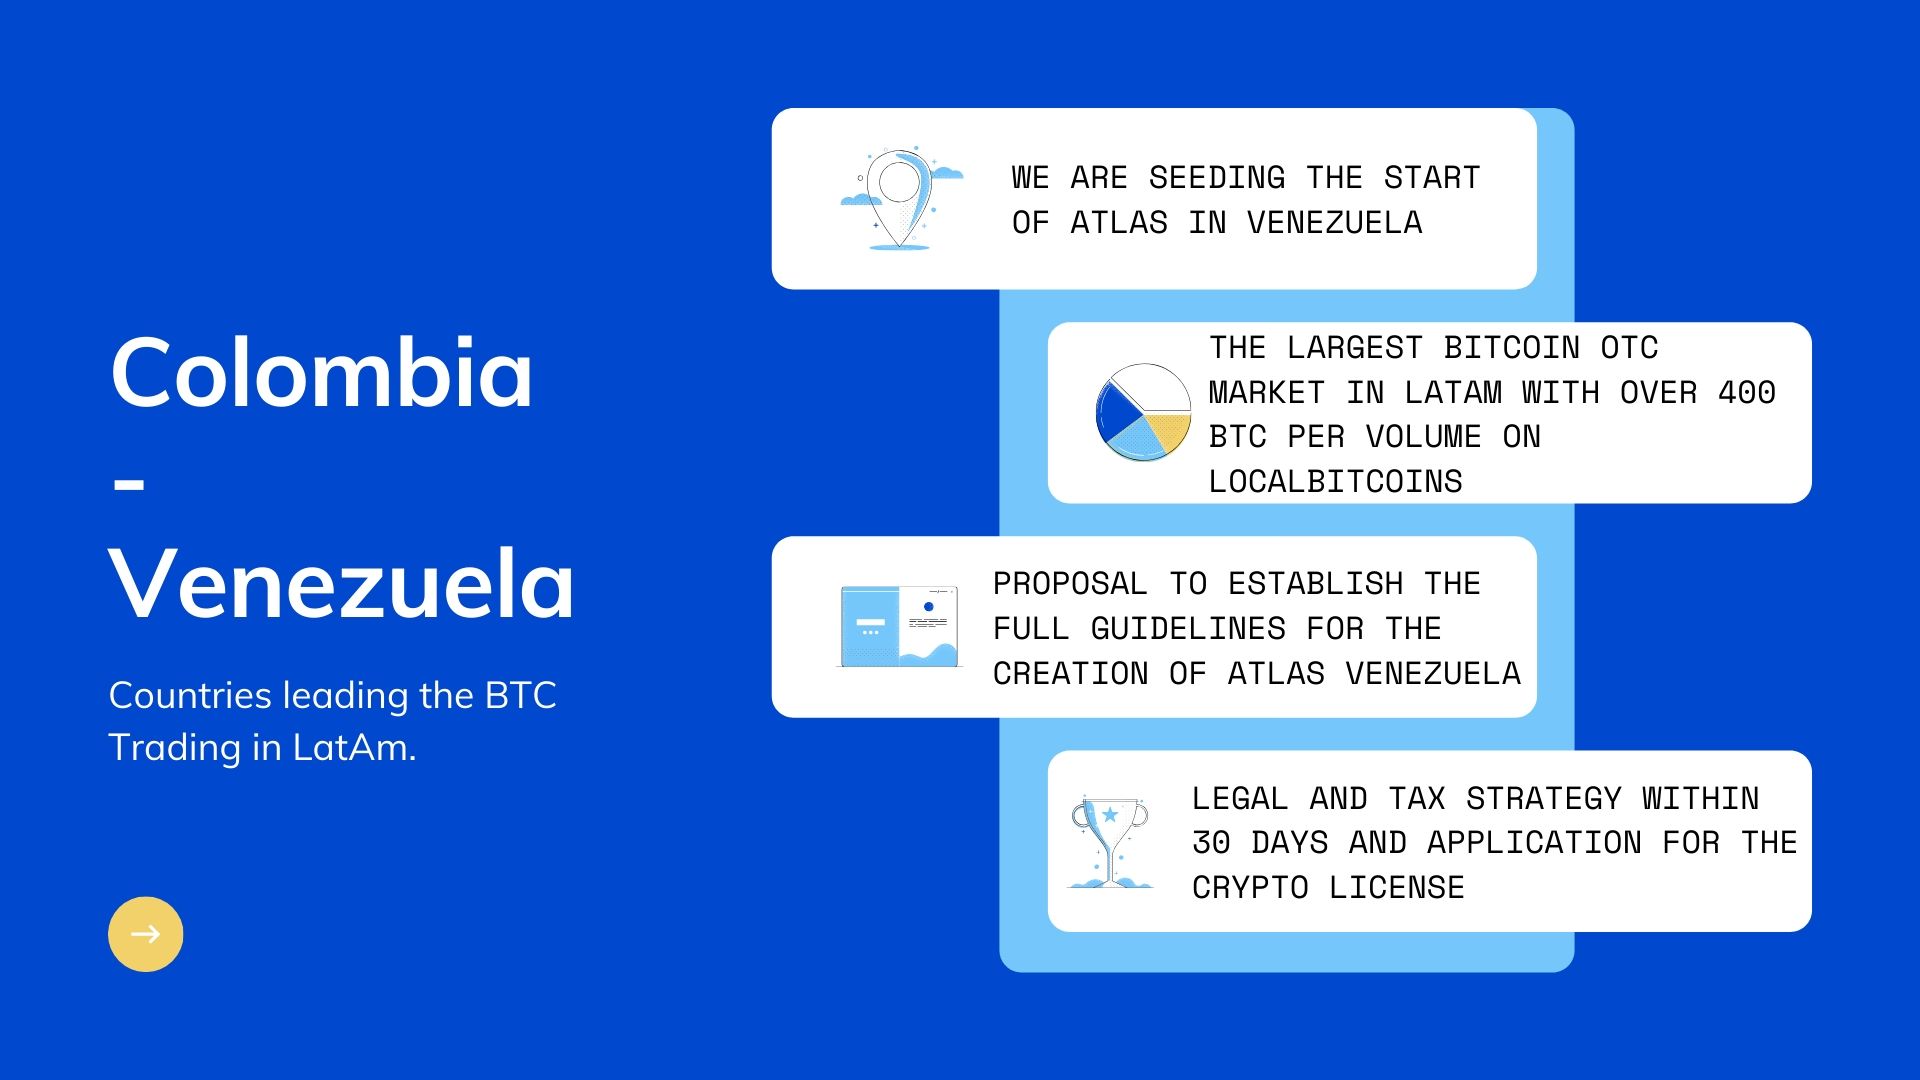 Colombia
-
Venezuela
Countries leading the BTC
Trading in LatAm.
WE ARE SEEDING THE START
OF ATLAS IN VENEZUELA
THE LARGEST BITCOIN OTC
MARKET IN LATAM WITH OVER 400
BTC PER VOLUME ON
LOCALBITCOINS
PROPOSAL TO ESTABLISH THE
FULL GUIDELINES FOR THE
CREATION OF ATLAS VENEZUELA
LEGAL AND TAX STRATEGY WITHIN
30 DAYS AND APPLICATION FOR THE
CRYPTO LICENSE